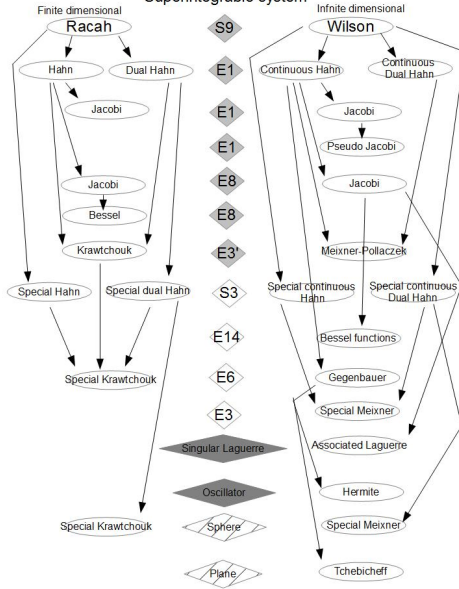 Superintegrable system
Finite dimensional
Infnite dimensional
Racah
S9
Wilson
Hahn
Dual Hahn
E1
Continuous Hahn
Continuous
Dual Hahn
Jacobi
E1
Jacobi
E1
Pseudo Jacobi
Jacobi
E8
Jacobi
Bessel
E8
Krawtchouk
E3'
Meixner-Pollaczek
Special Hahn
Special dual Hahn
S3
Special continuous
Hahn
Special continuous
Dual Hahn
E14
Bessel functions
Special Krawtchouk
E6
Gegenbauer
E3
Special Meixner
Singular Laguerre
Associated Laguerre
Oscillator
Hermite
Special Krawtchouk
Sphere
Special Meixner
Plane
Tchebicheff